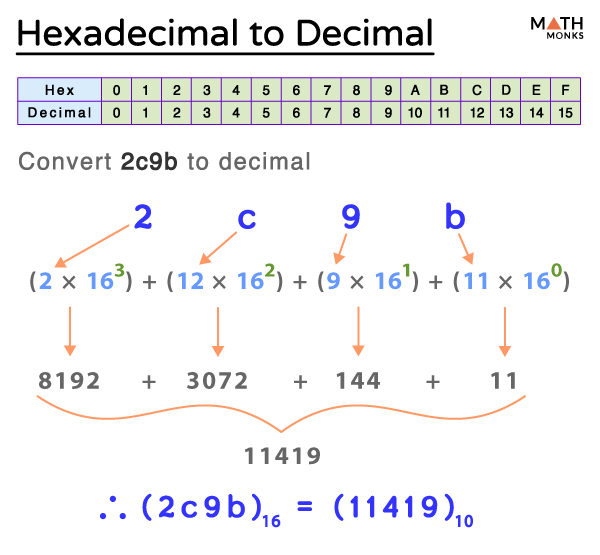 Hexadecimal to Decimal
MATH
MONKS
Hex 0 1 2 3 4 5 6 7 8 9 A B C D E F
Decimal 0 1 2 3 4 5 6 7 8 9 10 11 12 13 14 15
Convert 2c9b to decimal
2 c 9 b
(2 × 16³) + (12 × 16²) + (9 × 16¹) + (11 × 16⁰)
8192 + 3072 + 144 + 11
11419
∴ (2c9b)₁₆ = (11419)₁₀